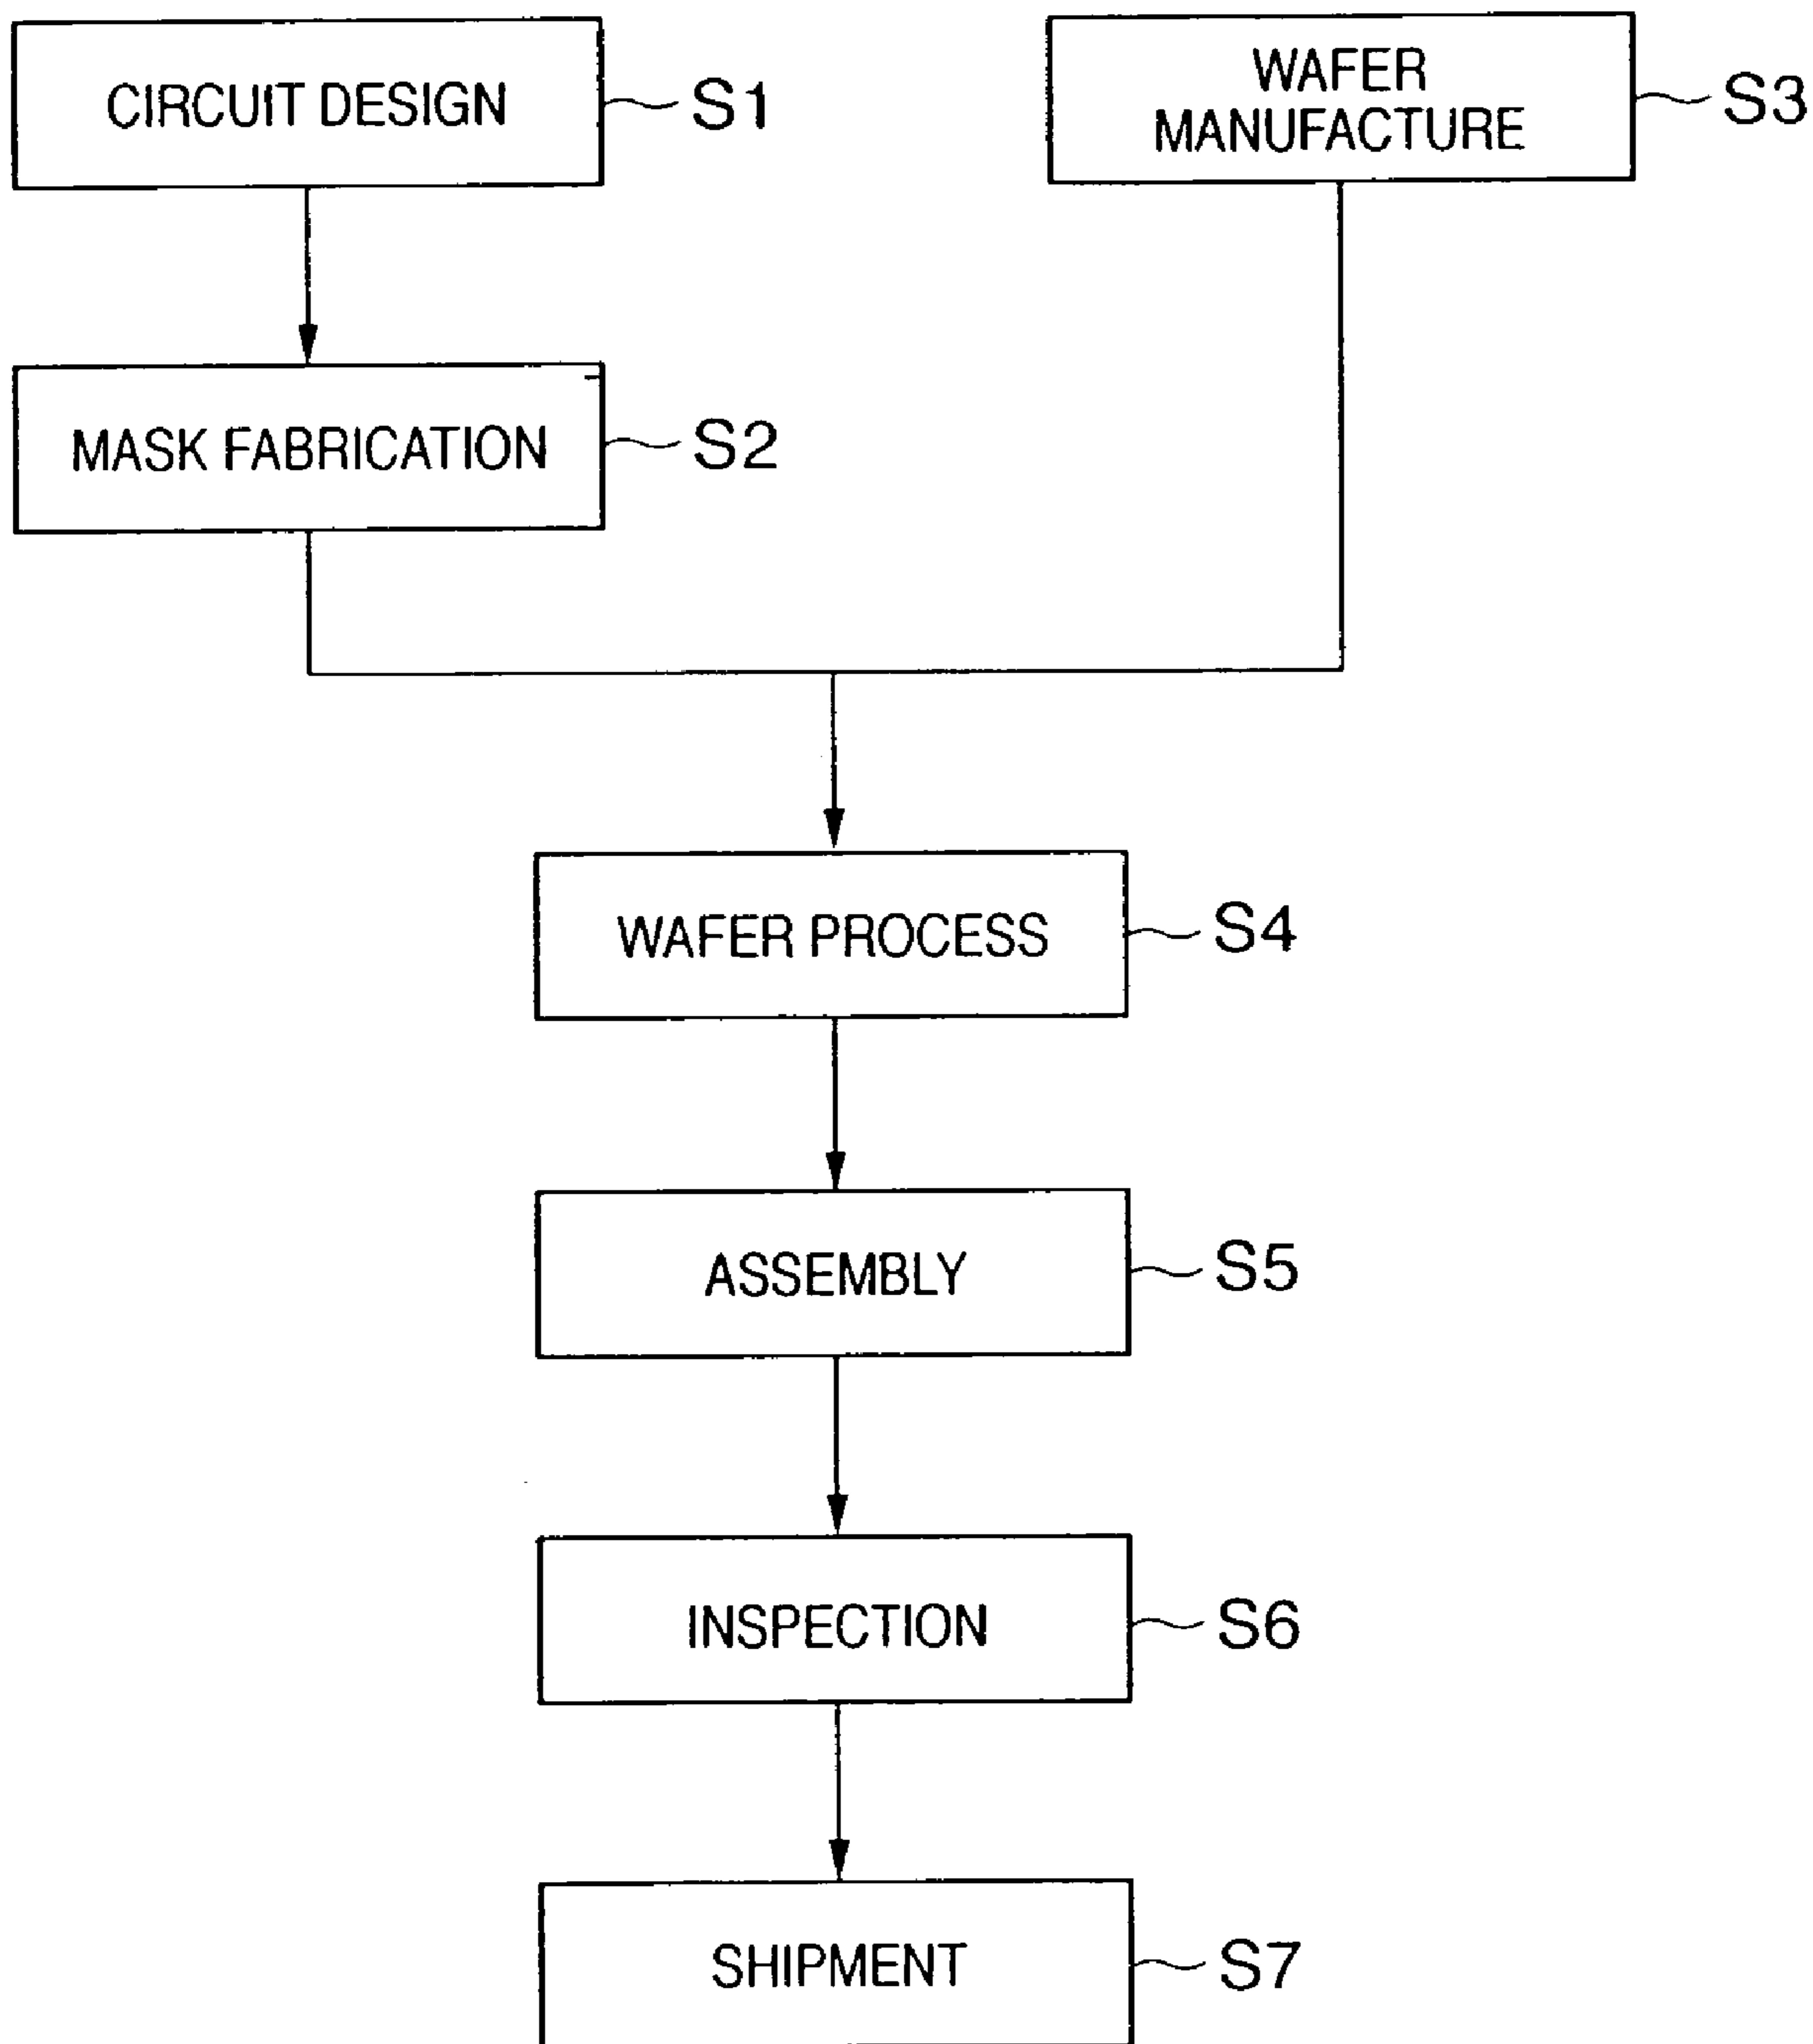 CIRCUIT DESIGN
S1
WAFER
MANUFACTURE
S3
MASK FABRICATION
S2
WAFER PROCESS
S4
ASSEMBLY
S5
INSPECTION
S6
SHIPMENT
S7